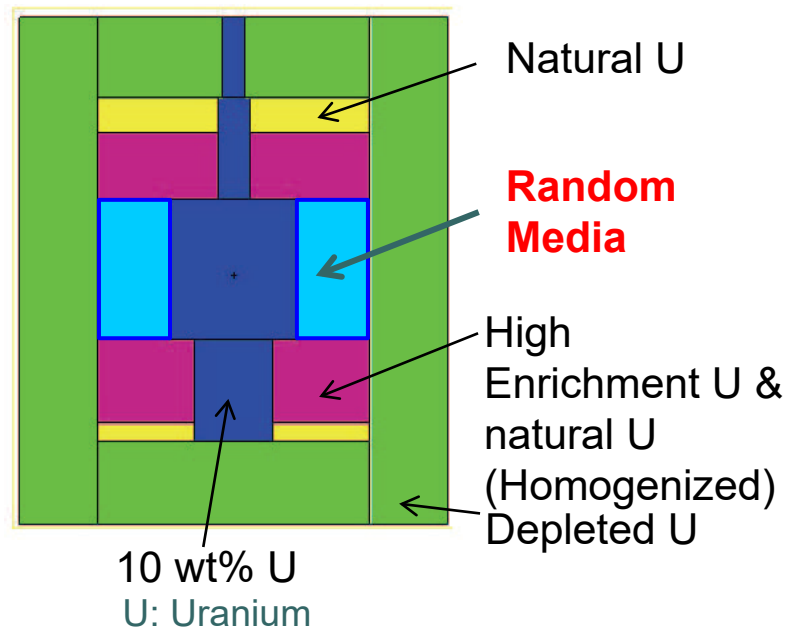 Natural U
Random
Media
High
Enrichment U &
natural U
(Homogenized)
Depleted U
10 wt% U
U: Uranium